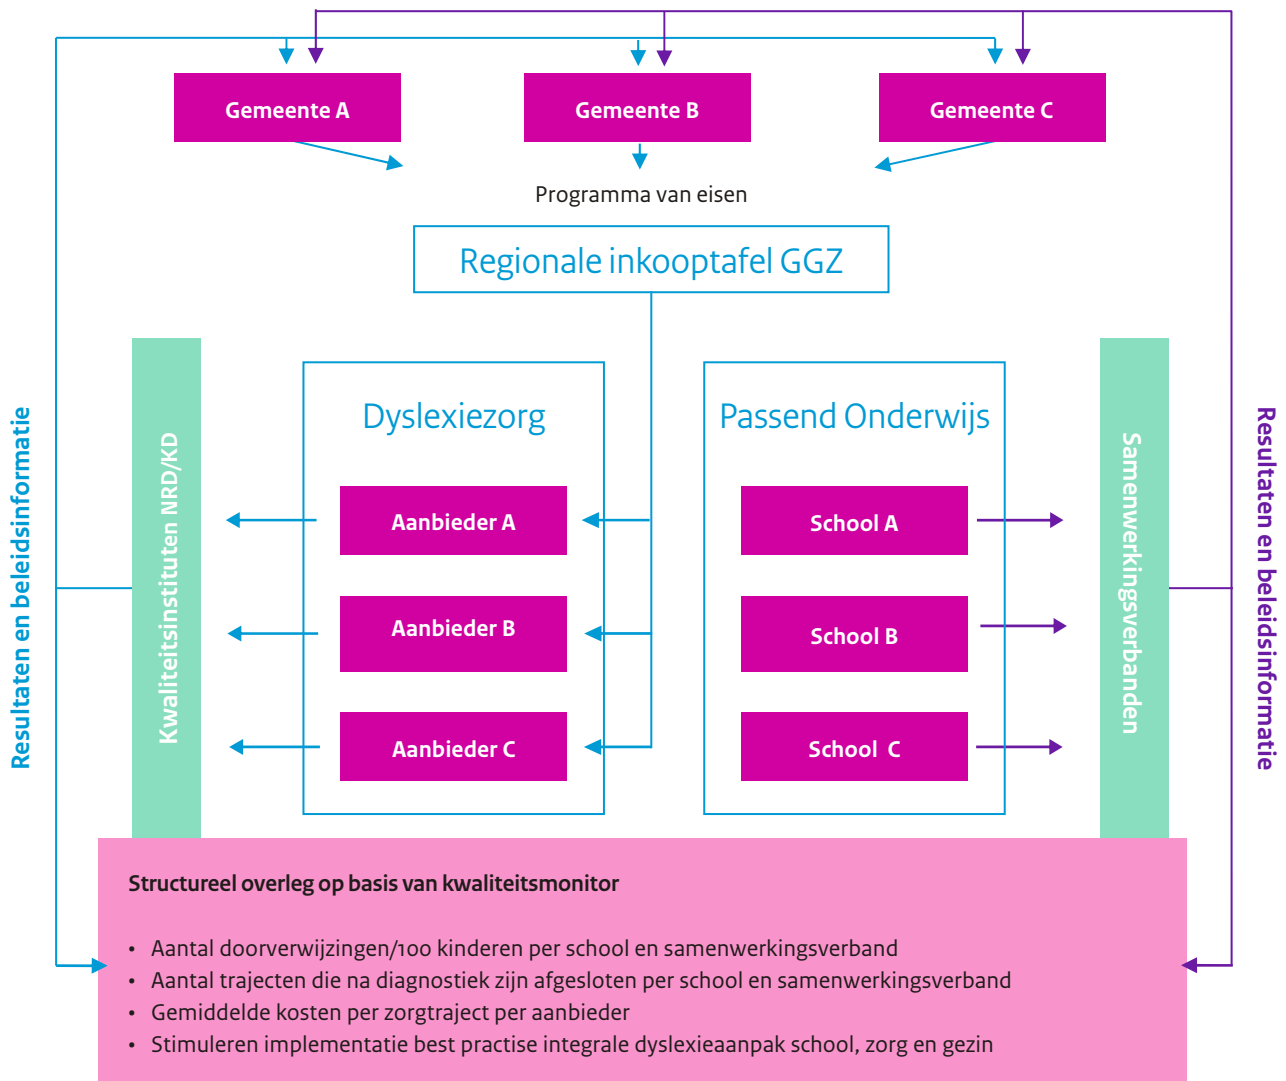 Gemeente A
Gemeente B
Gemeente C
Programma van eisen
Regionale inkooptafel GGZ
Resultaten en beleidsinformatie
Kwaliteitsinstituten NRD/KD
Dyslexiezorg
Aanbieder A
Aanbieder B
Aanbieder C
Passend Onderwijs
School A
School B
School C
Samenwerkingsverbanden
Resultaten en beleidsinformatie
Structureel overleg op basis van kwaliteitsmonitor
• Aantal doorverwijzingen/100 kinderen per school en samenwerkingsverband
• Aantal trajecten die na diagnostiek zijn afgesloten per school en samenwerkingsverband
• Gemiddelde kosten per zorgtraject per aanbieder
• Stimuleren implementatie best practise integrale dyslexieaanpak school, zorg en gezin